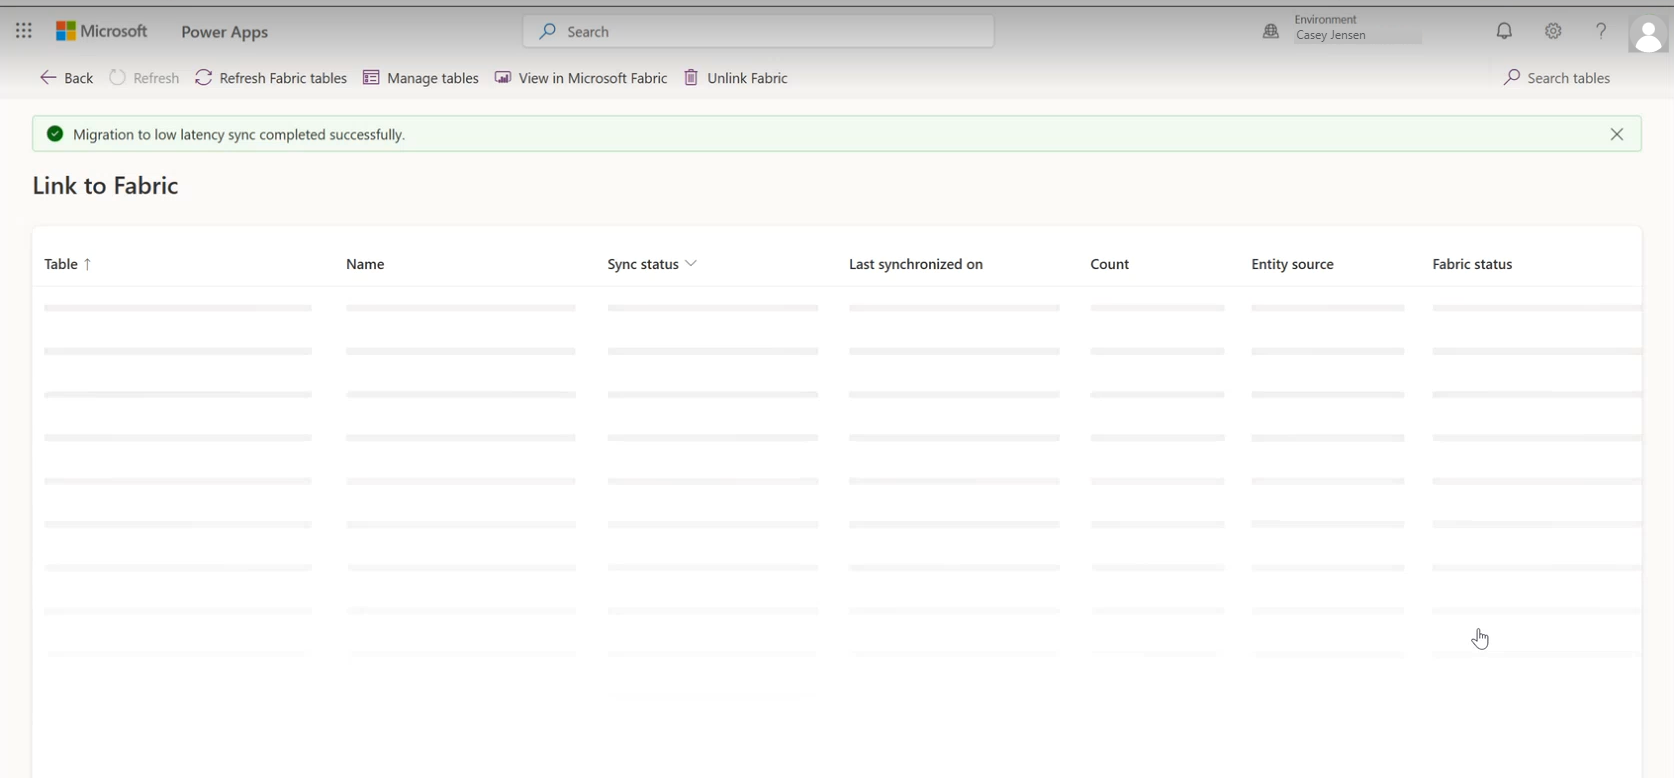 Microsoft Power Apps Search Environment
Casey Jensen
Back Refresh Refresh Fabric tables Manage tables View in Microsoft Fabric Unlink Fabric Search tables
Migration to low latency sync completed successfully.
Link to Fabric
Table ↑ Name Sync status Last synchronized on Count Entity source Fabric status